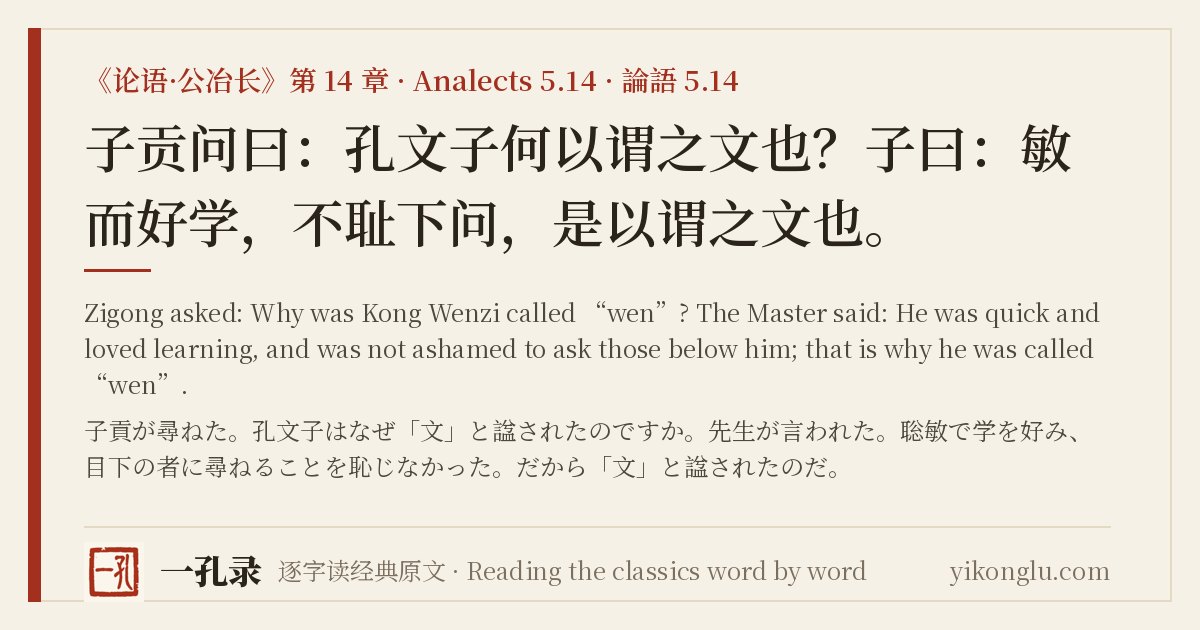 《论语·公冶长》第 14 章 · Analects 5.14 · 論語 5.14
子贡问曰：孔文子何以谓之文也？子曰：敏
而好学，不耻下问，是以谓之文也。
Zigong asked: Why was Kong Wenzi called “wen”? The Master said: He was quick and
loved learning, and was not ashamed to ask those below him; that is why he was called
“wen”.
子貢が尋ねた。孔文子はなぜ「文」と諡されたのですか。先生が言われた。聡敏で学を好み、
目下の者に尋ねることを恥じなかった。だから「文」と諡されたのだ。
一孔
一孔录 逐字读经典原文 · Reading the classics word by word yikonglu.com